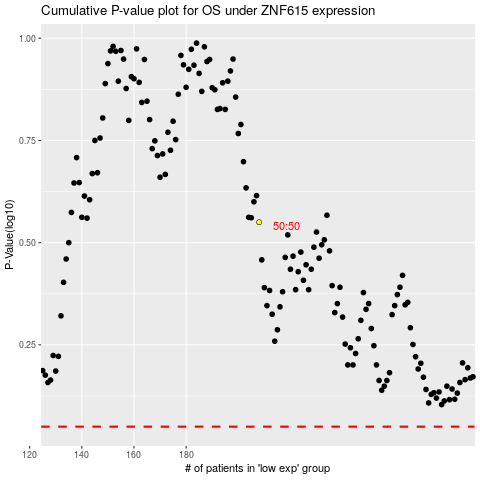 Cumulative P-value plot for OS under ZNF615 expression
P-Value(log10)
1.00
0.75
0.50
0.25
50:50
120 140 160 180
# of patients in 'low exp' group